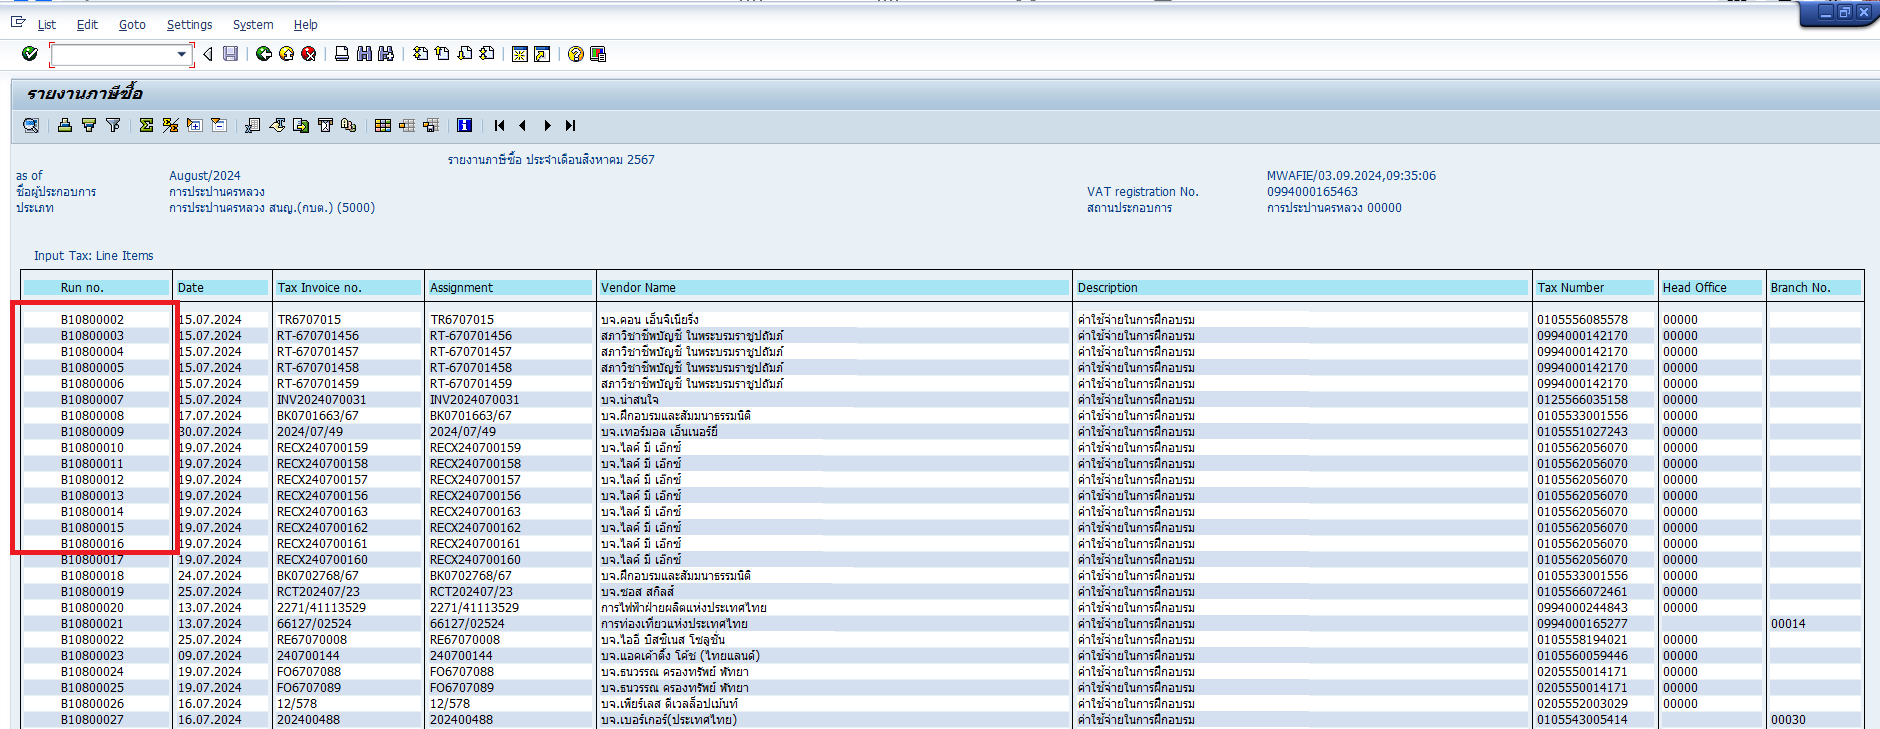 List Edit Goto Settings System Help
รายงานภาษีซื้อ
รายงานภาษีซื้อ ประจำเดือนสิงหาคม 2567
as of August/2024 MWAFIE/03.09.2024,09:35:06
ชื่อผู้ประกอบการ การประปานครหลวง VAT registration No. 0994000165463
ประเภท การประปานครหลวง สนญ.(กบต.) (5000) สถานประกอบการ การประปานครหลวง 00000
Input Tax: Line Items
Run no. Date Tax Invoice no. Assignment Vendor Name Description Tax Number Head Office Branch No.
B10800002 15.07.2024 TR6707015 TR6707015 บจ.คอน เอ็นจิเนียริ่ง ค่าใช้จ่ายในการฝึกอบรม 0105556085578 00000
B10800003 15.07.2024 RT-670701456 RT-670701456 สภาวิชาชีพบัญชี ในพระบรมราชูปถัมภ์ ค่าใช้จ่ายในการฝึกอบรม 0994000142170 00000
B10800004 15.07.2024 RT-670701457 RT-670701457 สภาวิชาชีพบัญชี ในพระบรมราชูปถัมภ์ ค่าใช้จ่ายในการฝึกอบรม 0994000142170 00000
B10800005 15.07.2024 RT-670701458 RT-670701458 สภาวิชาชีพบัญชี ในพระบรมราชูปถัมภ์ ค่าใช้จ่ายในการฝึกอบรม 0994000142170 00000
B10800006 15.07.2024 RT-670701459 RT-670701459 สภาวิชาชีพบัญชี ในพระบรมราชูปถัมภ์ ค่าใช้จ่ายในการฝึกอบรม 0994000142170 00000
B10800007 15.07.2024 INV2024070031 INV2024070031 บจ.น่าสนใจ ค่าใช้จ่ายในการฝึกอบรม 0125566035158 00000
B10800008 17.07.2024 BK0701663/67 BK0701663/67 บจ.ฝึกอบรมและสัมมนาธรรมนิติ ค่าใช้จ่ายในการฝึกอบรม 0105533001556 00000
B10800009 30.07.2024 2024/07/49 2024/07/49 บจ.เทอร์มอล เอ็นเนอร์ยี่ ค่าใช้จ่ายในการฝึกอบรม 0105551027243 00000
B10800010 19.07.2024 RECX240700159 RECX240700159 บจ.ไลค์ มี เอ๊กซ์ ค่าใช้จ่ายในการฝึกอบรม 0105562056070 00000
B10800011 19.07.2024 RECX240700158 RECX240700158 บจ.ไลค์ มี เอ๊กซ์ ค่าใช้จ่ายในการฝึกอบรม 0105562056070 00000
B10800012 19.07.2024 RECX240700157 RECX240700157 บจ.ไลค์ มี เอ๊กซ์ ค่าใช้จ่ายในการฝึกอบรม 0105562056070 00000
B10800013 19.07.2024 RECX240700156 RECX240700156 บจ.ไลค์ มี เอ๊กซ์ ค่าใช้จ่ายในการฝึกอบรม 0105562056070 00000
B10800014 19.07.2024 RECX240700163 RECX240700163 บจ.ไลค์ มี เอ๊กซ์ ค่าใช้จ่ายในการฝึกอบรม 0105562056070 00000
B10800015 19.07.2024 RECX240700162 RECX240700162 บจ.ไลค์ มี เอ๊กซ์ ค่าใช้จ่ายในการฝึกอบรม 0105562056070 00000
B10800016 19.07.2024 RECX240700161 RECX240700161 บจ.ไลค์ มี เอ๊กซ์ ค่าใช้จ่ายในการฝึกอบรม 0105562056070 00000
B10800017 19.07.2024 RECX240700160 RECX240700160 บจ.ไลค์ มี เอ๊กซ์ ค่าใช้จ่ายในการฝึกอบรม 0105562056070 00000
B10800018 24.07.2024 BK0702768/67 BK0702768/67 บจ.ฝึกอบรมและสัมมนาธรรมนิติ ค่าใช้จ่ายในการฝึกอบรม 0105533001556 00000
B10800019 25.07.2024 RCT202407/23 RCT202407/23 บจ.ซอส สกิลส์ ค่าใช้จ่ายในการฝึกอบรม 0105566072461 00000
B10800020 13.07.2024 2271/41113529 2271/41113529 การไฟฟ้าฝ่ายผลิตแห่งประเทศไทย ค่าใช้จ่ายในการฝึกอบรม 0994000244843 00000
B10800021 13.07.2024 66127/02524 66127/02524 การท่องเที่ยวแห่งประเทศไทย ค่าใช้จ่ายในการฝึกอบรม 0994000165277 00014
B10800022 25.07.2024 RE67070008 RE67070008 บจ.ไออี บิสซิเนส โซลูชั่น ค่าใช้จ่ายในการฝึกอบรม 0105558194021 00000
B10800023 09.07.2024 240700144 240700144 บจ.แอคเค้าติ้ง โค้ช (ไทยแลนด์) ค่าใช้จ่ายในการฝึกอบรม 0105560059446 00000
B10800024 19.07.2024 FO6707088 FO6707088 บจ.ธนวรรณ ครองทรัพย์ พัทยา ค่าใช้จ่ายในการฝึกอบรม 0205550014171 00000
B10800025 19.07.2024 FO6707089 FO6707089 บจ.ธนวรรณ ครองทรัพย์ พัทยา ค่าใช้จ่ายในการฝึกอบรม 0205550014171 00000
B10800026 16.07.2024 12/578 12/578 บจ.เพียร์เลส ดีเวลล็อปเม้นท์ ค่าใช้จ่ายในการฝึกอบรม 0205552003029 00000
B10800027 16.07.2024 202400488 202400488 บจ.เบอร์เกอร์(ประเทศไทย) ค่าใช้จ่ายในการฝึกอบรม 0105543005414 00030